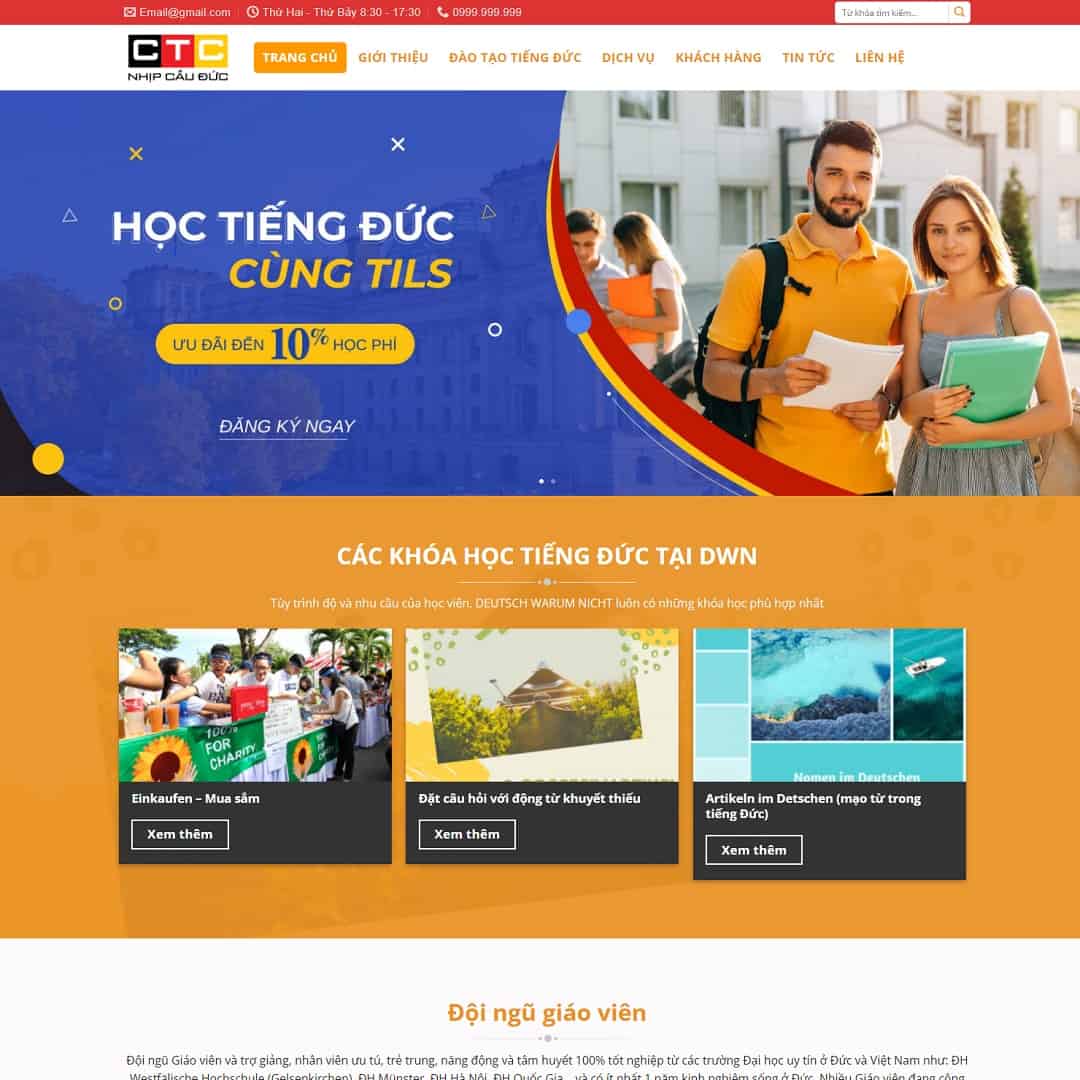 Email@gmail.com
Thứ Hai - Thứ Bảy 8:30 - 17:30
0999.999.999
Từ khóa tìm kiếm...
CTC
NHỊP CẦU ĐỨC
TRANG CHỦ
GIỚI THIỆU
ĐÀO TẠO TIẾNG ĐỨC
DỊCH VỤ
KHÁCH HÀNG
TIN TỨC
LIÊN HỆ
HỌC TIẾNG ĐỨC
CÙNG TILS
ƯU ĐÃI ĐẾN 10% HỌC PHÍ
ĐĂNG KÝ NGAY
CÁC KHÓA HỌC TIẾNG ĐỨC TẠI DWN
Tùy trình độ và nhu cầu của học viên, DEUTSCH WARUM NICHT luôn có những khóa học phù hợp nhất
100%
FOR
CHARITY
Nomen im Deutschen
Einkaufen – Mua sắm
Xem thêm
Đặt câu hỏi với động từ khuyết thiếu
Xem thêm
Artikeln im Detschen (mạo từ trong
tiếng Đức)
Xem thêm
Đội ngũ giáo viên
Đội ngũ Giáo viên và trợ giảng, nhân viên ưu tú, trẻ trung, năng động và tâm huyết 100% tốt nghiệp từ các trường Đại học uy tín ở Đức và Việt Nam như: ĐH
Westfälische Hochschule (Gelsenkirchen), ĐH Münster, ĐH Hà Nội, ĐH Quốc Gia,...và có ít nhất 1 năm kinh nghiệm sống ở Đức. Nhiều Giáo viên đang công